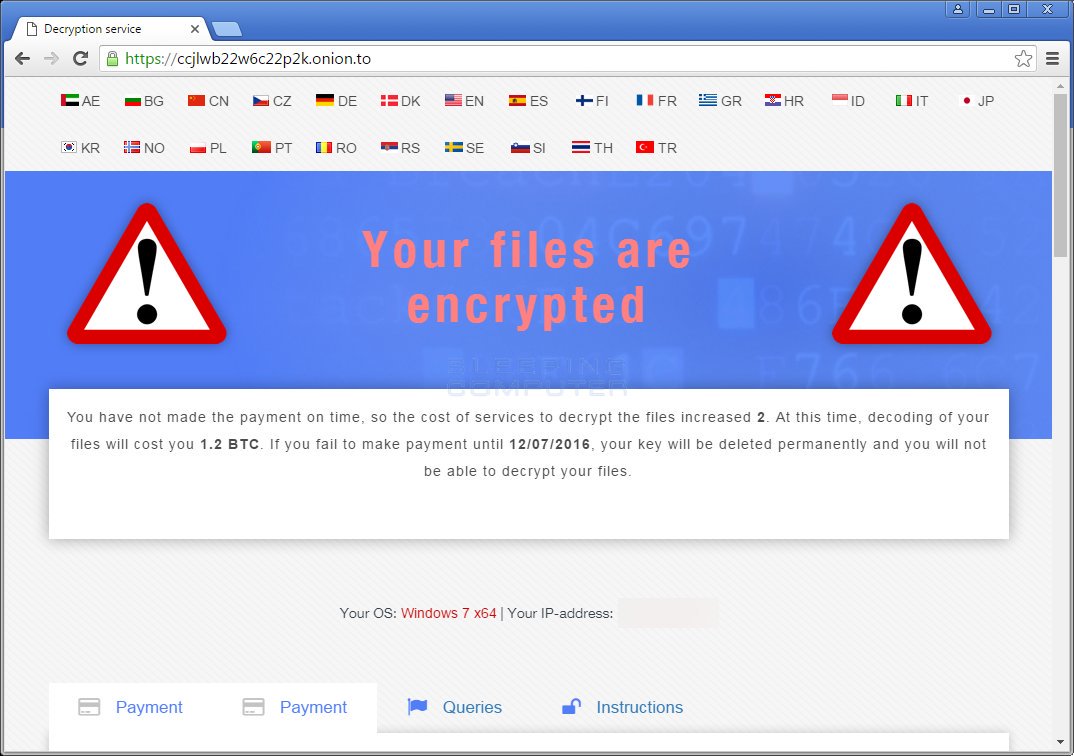 Decryption service
https://ccjlwb22w6c22p2k.onion.to
AE BG CN CZ DE DK EN ES FI FR GR HR ID IT JP
KR NO PL PT RO RS SE SI TH TR
Your files are
encrypted
BLEEPING
COMPUTER
You have not made the payment on time, so the cost of services to decrypt the files increased 2. At this time, decoding of your
files will cost you 1.2 BTC. If you fail to make payment until 12/07/2016, your key will be deleted permanently and you will not
be able to decrypt your files.
Your OS: Windows 7 x64 | Your IP-address:
Payment Payment Queries Instructions